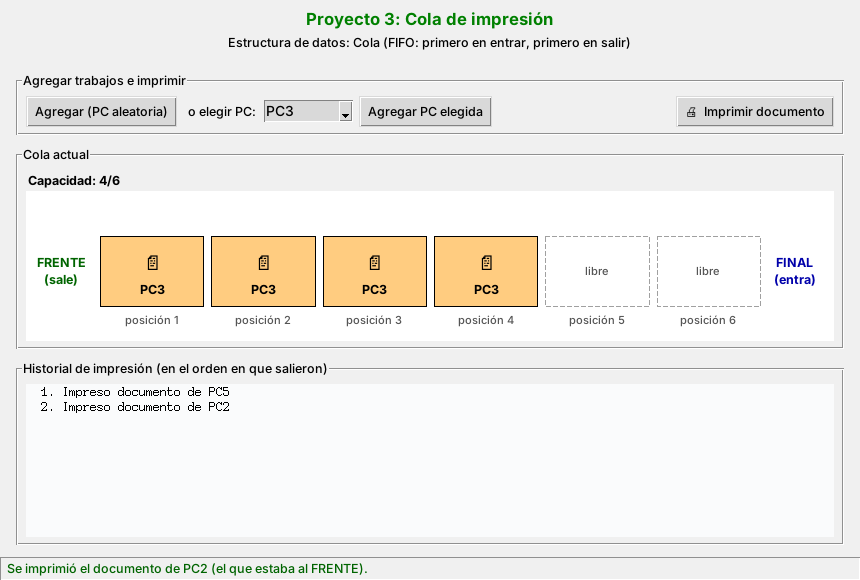 Proyecto 3: Cola de impresión
Estructura de datos: Cola (FIFO: primero en entrar, primero en salir)
Agregar trabajos e imprimir
Agregar (PC aleatoria) o elegir PC: PC3 Agregar PC elegida 🖨 Imprimir documento
Cola actual
Capacidad: 4/6
FRENTE
(sale)
PC3 PC3 PC3 PC3 libre libre
FINAL
(entra)
posición 1 posición 2 posición 3 posición 4 posición 5 posición 6
Historial de impresión (en el orden en que salieron)
1. Impreso documento de PC5
2. Impreso documento de PC2
Se imprimió el documento de PC2 (el que estaba al FRENTE).